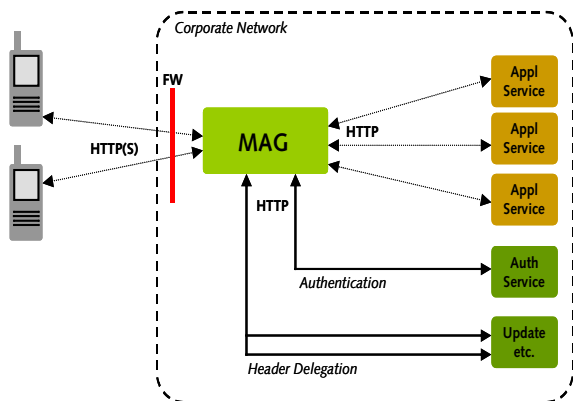 Corporate Network
FW
HTTP(S)
MAG
HTTP
HTTP
Appl
Service
Appl
Service
Appl
Service
Auth
Service
Authentication
Update
etc.
Header Delegation